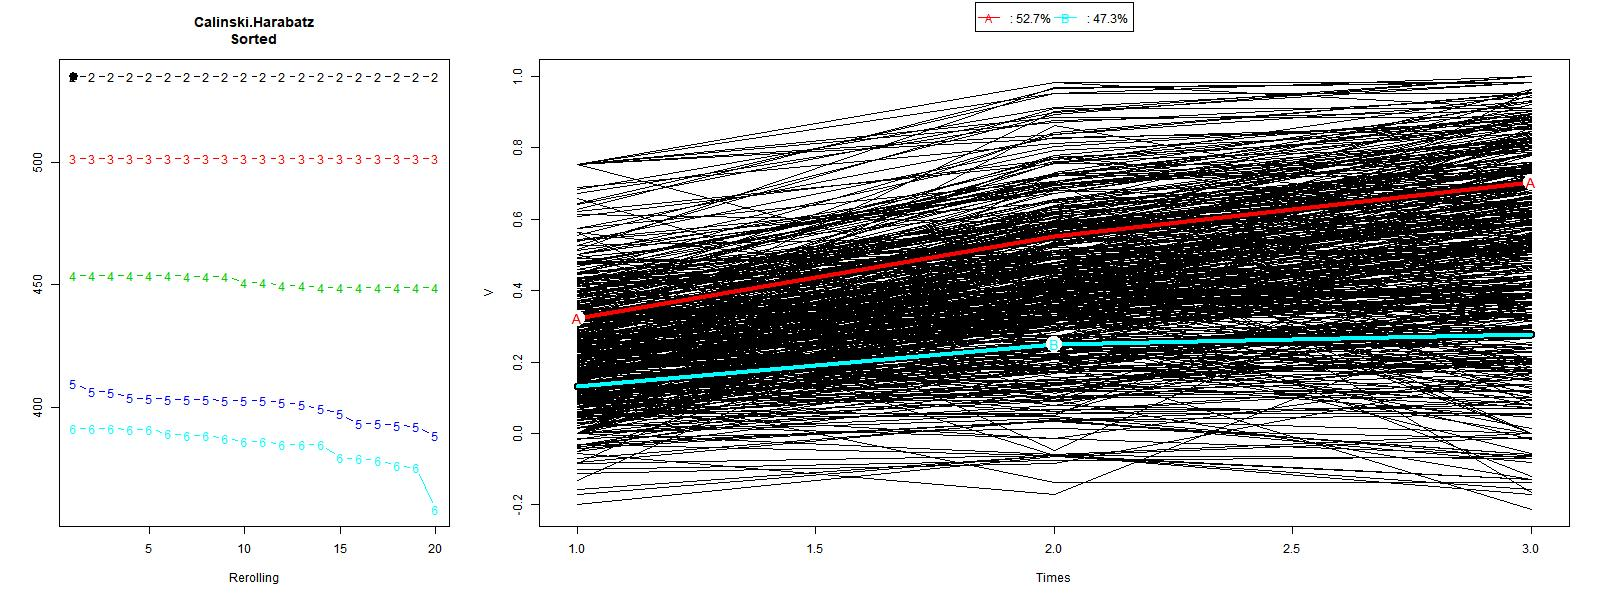 Calinski.Harabatz
Sorted
2 2 2 2 2 2 2 2 2 2 2 2 2 2 2 2 2 2 2
3 3 3 3 3 3 3 3 3 3 3 3 3 3 3 3 3 3 3 3
4 4 4 4 4 4 4 4 4 4 4 4 4 4 4 4 4 4 4 4
5 5 5 5 5 5 5 5 5 5 5 5 5 5 5 5 5 5 5 5
6 6 6 6 6 6 6 6 6 6 6 6 6 6 6 6 6 6 6 6
500
450
400
5 10 15 20
Rerolling
A : 52.7% B : 47.3%
1.0
0.8
0.6
0.4
0.2
0.0
-0.2
V
A
A
B
1.0 1.5 2.0 2.5 3.0
Times